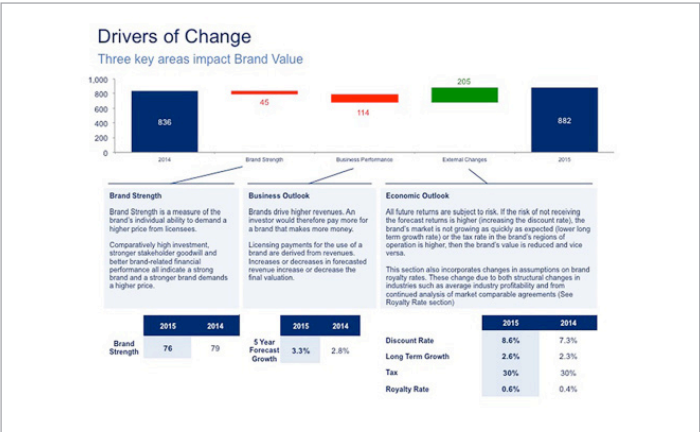 Drivers of Change
Three key areas impact Brand Value
1,000
800
600
400
200
0
836
45
114
205
882
2014
Brand Strength
Business Performance
External Changes
2015
Brand Strength
Brand Strength is a measure of the
brand's individual ability to demand a
higher price from licensees.
Comparatively high investment,
stronger stakeholder goodwill and
better brand-related financial
performance all indicate a strong
brand and a stronger brand demands
a higher price.
Business Outlook
Brands drive higher revenues. An
investor would therefore pay more for
a brand that makes more money.
Licensing payments for the use of a
brand are derived from revenues.
Increases or decreases in forecasted
revenue increase or decrease the
final valuation.
Economic Outlook
All future returns are subject to risk. If the risk of not receiving
the forecast returns is higher (increasing the discount rate), the
brand's market is not growing as quickly as expected (lower long
term growth rate) or the tax rate in the brand's regions of
operation is higher, then the brand's value is reduced and vice
versa.
This section also incorporates changes in assumptions on brand
royalty rates. These change due to both structural changes in
industries such as average industry profitability and from
continued analysis of market comparable agreements (See
Royalty Rate section)
2015 2014
Brand
Strength
76 79
2015 2014
5 Year
Forecast
Growth
3.3% 2.8%
2015 2014
Discount Rate 8.6% 7.3%
Long Term Growth 2.6% 2.3%
Tax 30% 30%
Royalty Rate 0.6% 0.4%